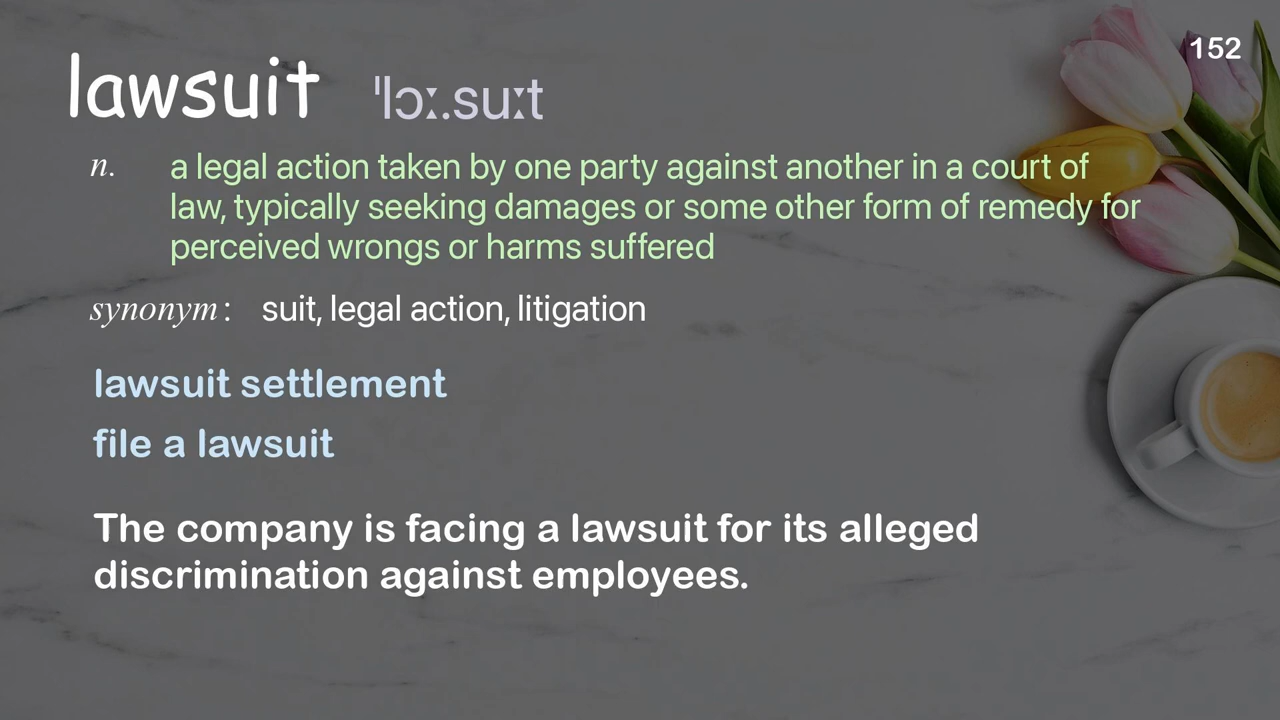 152
lawsuit ˈlɔː.suːt
n. a legal action taken by one party against another in a court of
law, typically seeking damages or some other form of remedy for
perceived wrongs or harms suffered
synonym: suit, legal action, litigation
lawsuit settlement
file a lawsuit
The company is facing a lawsuit for its alleged
discrimination against employees.